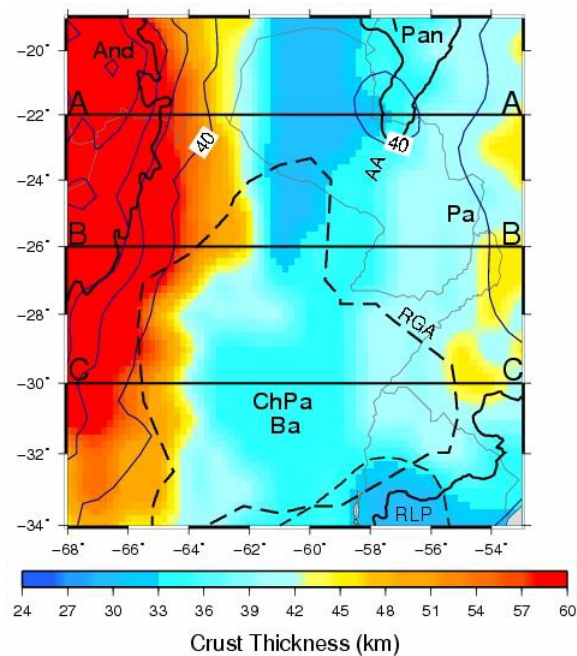 -20
-22
-24
-26
-28
-30
-32
-34
And
Pan
A
A
40
40
AA
Pa
B
B
RGA
C
C
ChPa
Ba
RLP
-68 -66 -64 -62 -60 -58 -56 -54
24 27 30 33 36 39 42 45 48 51 54 57 60
Crust Thickness (km)